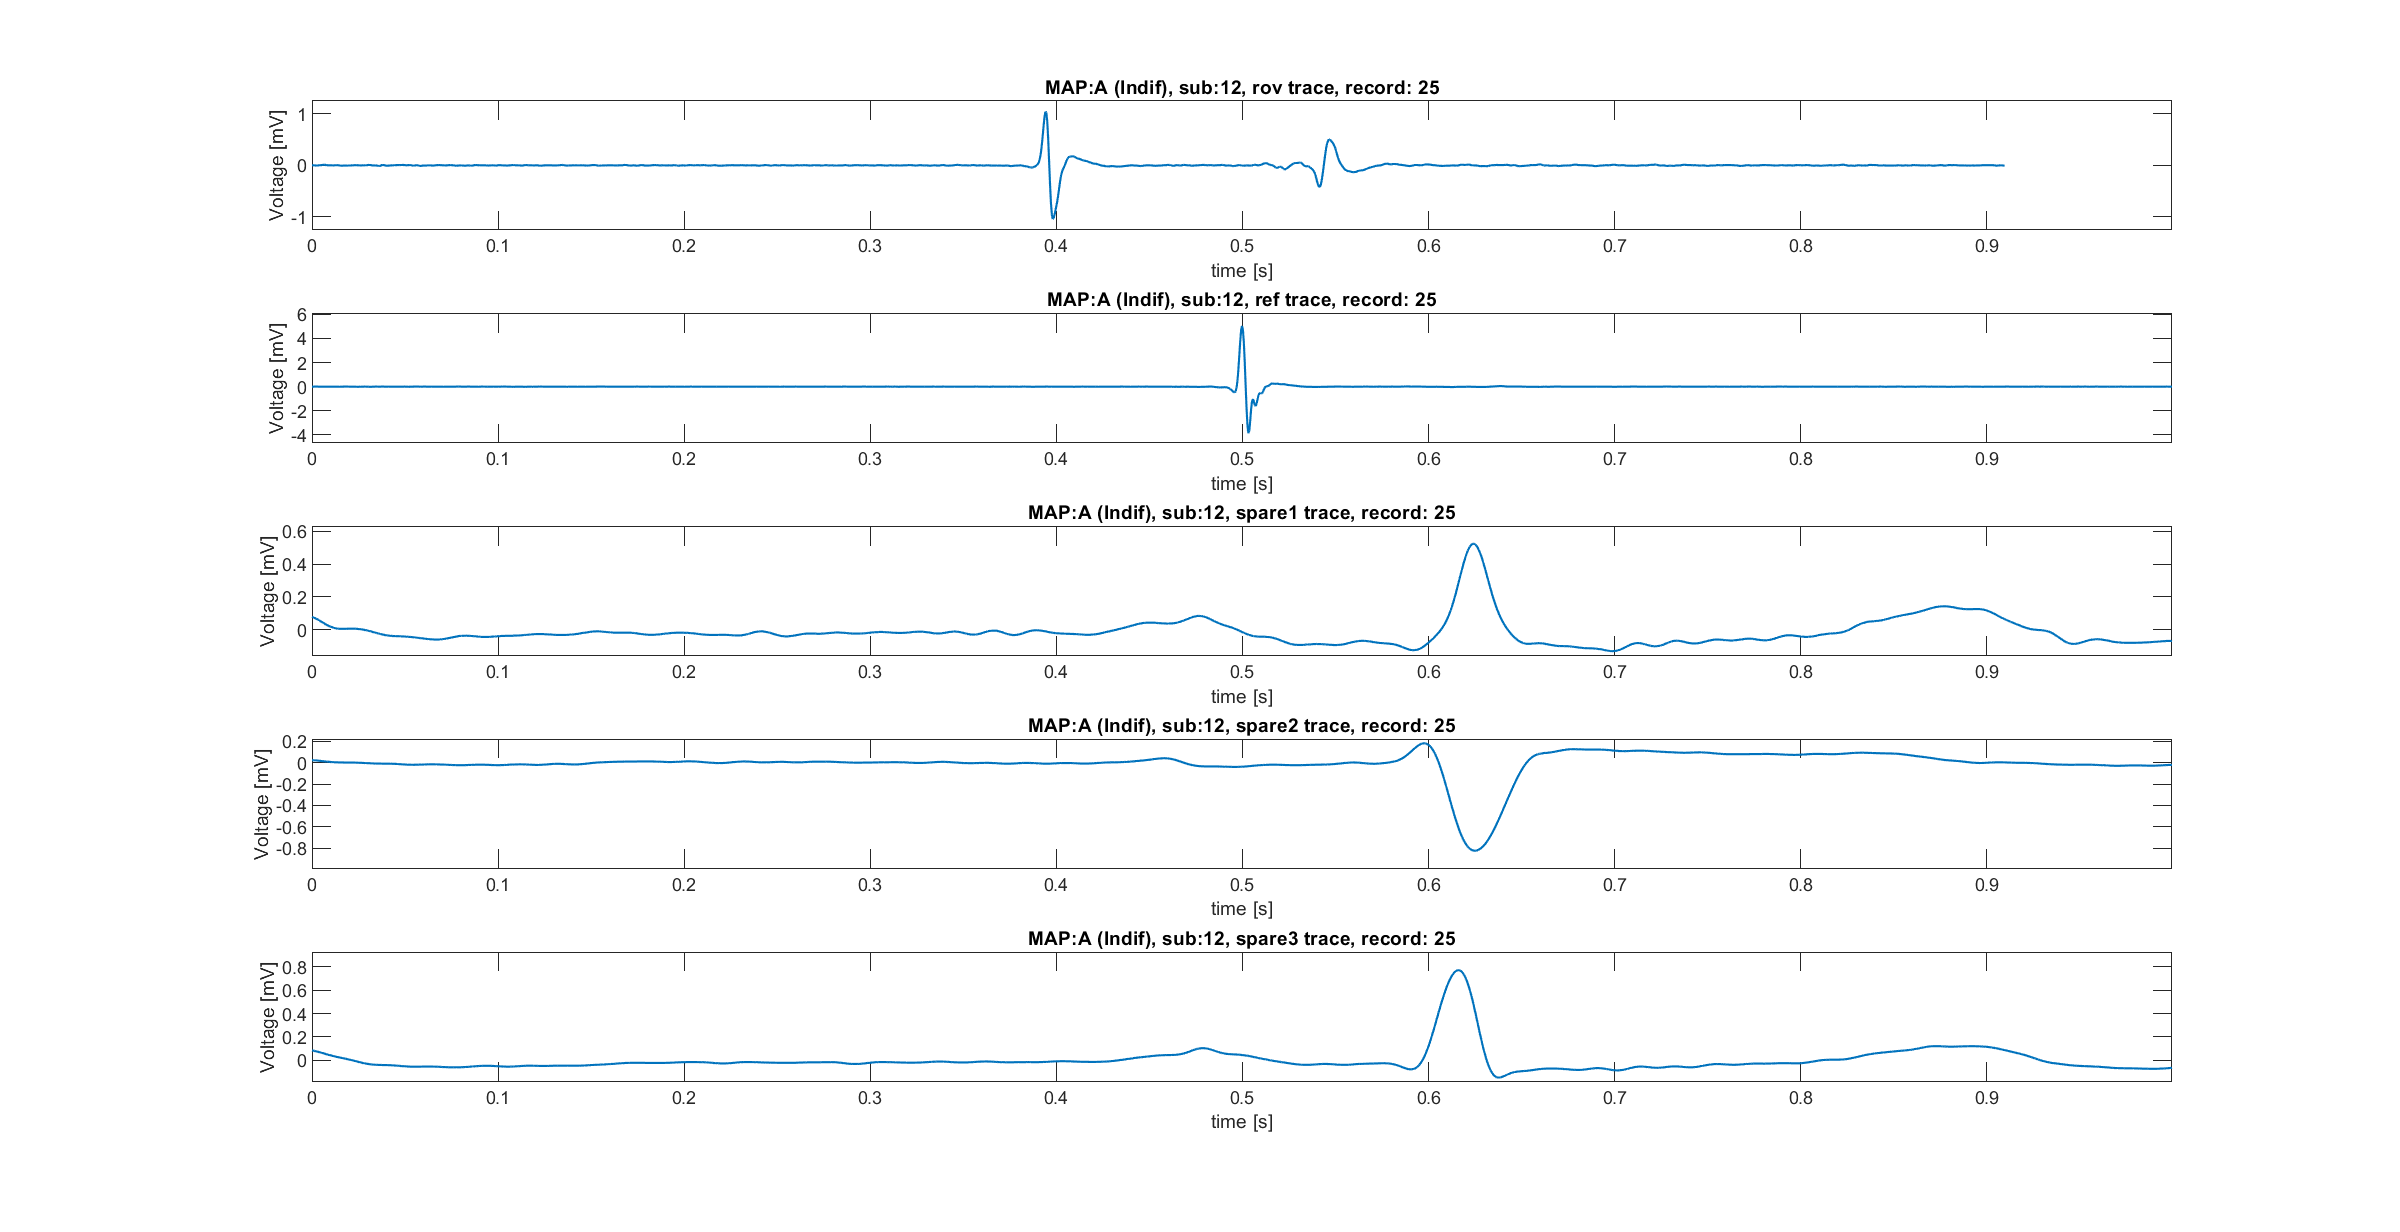 MAP:A (Indif), sub:12, rov trace, record: 25
Voltage [mV]
1
0
-1
0 0.1 0.2 0.3 0.4 0.5 0.6 0.7 0.8 0.9
time [s]
MAP:A (Indif), sub:12, ref trace, record: 25
Voltage [mV]
6
4
2
0
-2
-4
0 0.1 0.2 0.3 0.4 0.5 0.6 0.7 0.8 0.9
time [s]
MAP:A (Indif), sub:12, spare1 trace, record: 25
Voltage [mV]
0.6
0.4
0.2
0
0 0.1 0.2 0.3 0.4 0.5 0.6 0.7 0.8 0.9
time [s]
MAP:A (Indif), sub:12, spare2 trace, record: 25
Voltage [mV]
0.2
0
-0.2
-0.4
-0.6
-0.8
0 0.1 0.2 0.3 0.4 0.5 0.6 0.7 0.8 0.9
time [s]
MAP:A (Indif), sub:12, spare3 trace, record: 25
Voltage [mV]
0.8
0.6
0.4
0.2
0
0 0.1 0.2 0.3 0.4 0.5 0.6 0.7 0.8 0.9
time [s]